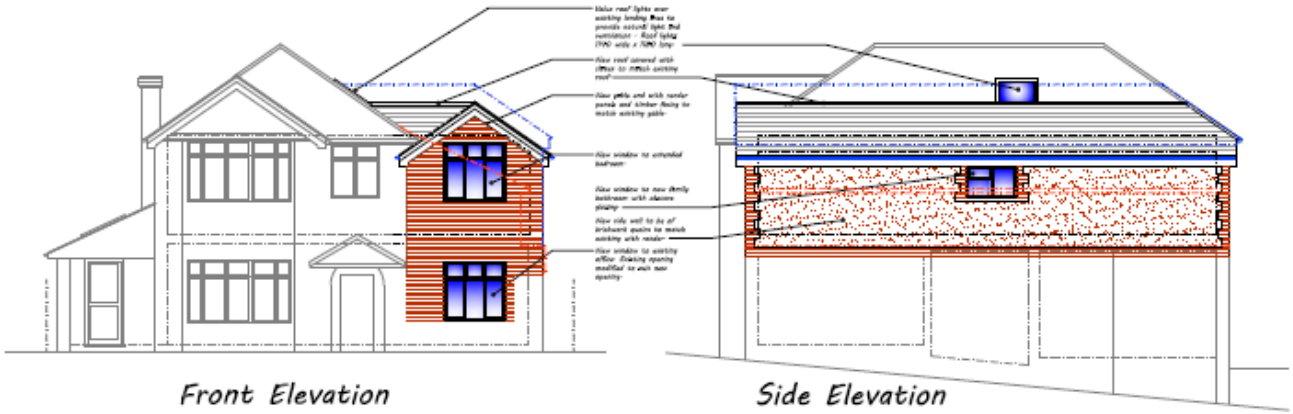 Velux roof lights over
existing landing area to
provide natural light and
ventilation - Roof lights
wide x long
New roof covered with
to match existing
roof
New gable end with render
panels and timber to
match existing gable
New window to extended
bedroom
New window to new family
bathroom with obscure
glazing
New side wall to be of
brickwork quoins to match
existing with render
New window to existing
office. Existing opening
modified to suit new
opening
Front Elevation
Side Elevation